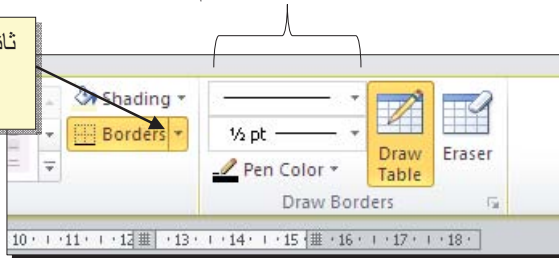 Shading
Borders
½ pt
Pen Color
Draw Table
Eraser
Draw Borders
10 · 11 · 12 · 13 · 14 · 15 · 16 · 17 · 18